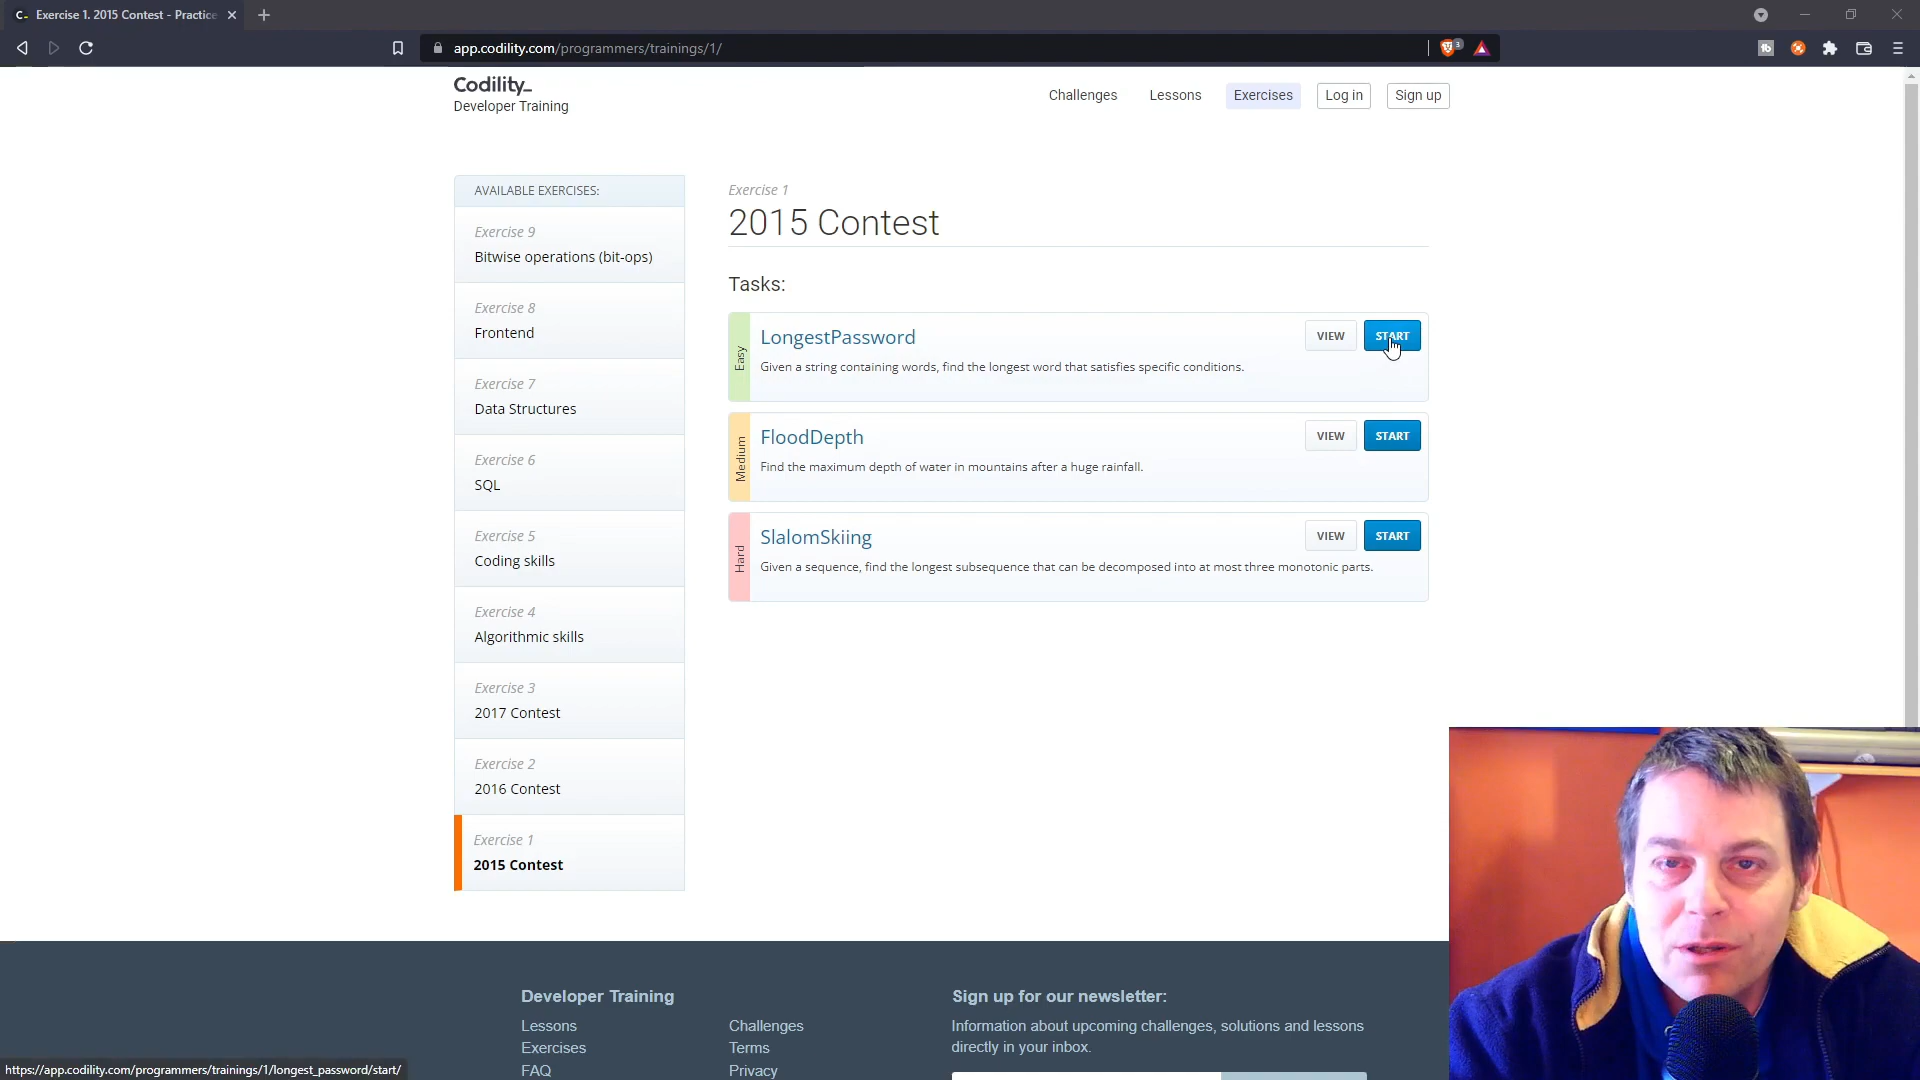 Exercise 1. 2015 Contest - Practice
app.codility.com/programmers/trainings/1/
3
Codility_
Developer Training
Challenges
Lessons
Exercises
Log in
Sign up
AVAILABLE EXERCISES:
Exercise 9
Bitwise operations (bit-ops)
Exercise 8
Frontend
Exercise 7
Data Structures
Exercise 6
SQL
Exercise 5
Coding skills
Exercise 4
Algorithmic skills
Exercise 3
2017 Contest
Exercise 2
2016 Contest
Exercise 1
2015 Contest
Exercise 1
2015 Contest
Tasks:
Easy
LongestPassword
VIEW
START
Given a string containing words, find the longest word that satisfies specific conditions.
Medium
FloodDepth
VIEW
START
Find the maximum depth of water in mountains after a huge rainfall.
Hard
SlalomSkiing
VIEW
START
Given a sequence, find the longest subsequence that can be decomposed into at most three monotonic parts.
Developer Training
Lessons
Exercises
FAQ
Challenges
Terms
Privacy
Sign up for our newsletter:
Information about upcoming challenges, solutions and lessons
directly in your inbox.
https://app.codility.com/programmers/trainings/1/longest_password/start/